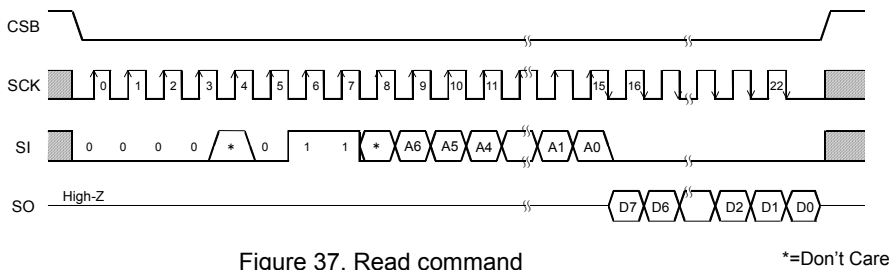 CSB
SCK 0 1 2 3 4 5 6 7 8 9 10 11 15 16 22
SI 0 0 0 0 * 0 1 1 * A6 A5 A4 A1 A0
High-Z
SO D7 D6 D2 D1 D0
Figure 37. Read command
*=Don't Care